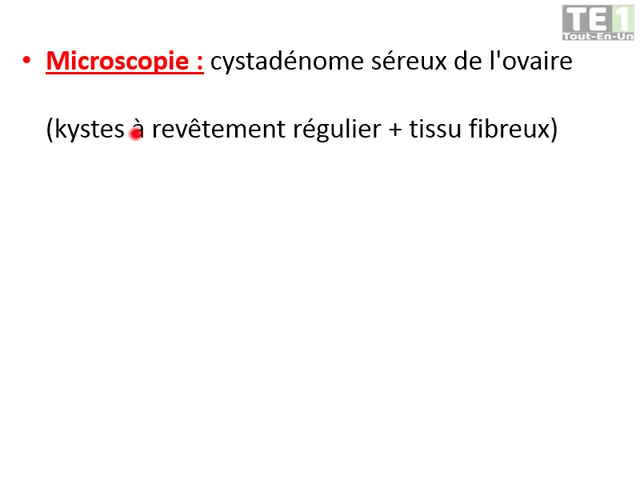 TE1
Tout-En-Un
• Microscopie : cystadénome séreux de l'ovaire
(kystes à revêtement régulier + tissu fibreux)